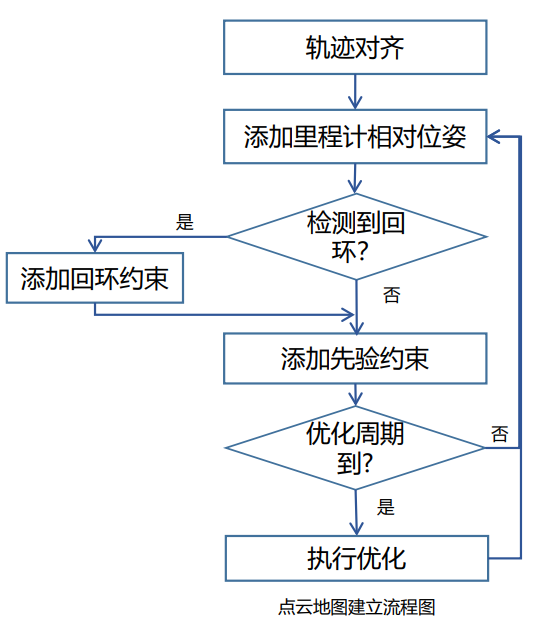 轨迹对齐
添加里程计相对位姿
检测到回
环？
是
添加回环约束
否
添加先验约束
优化周期
到？
否
是
执行优化
点云地图建立流程图